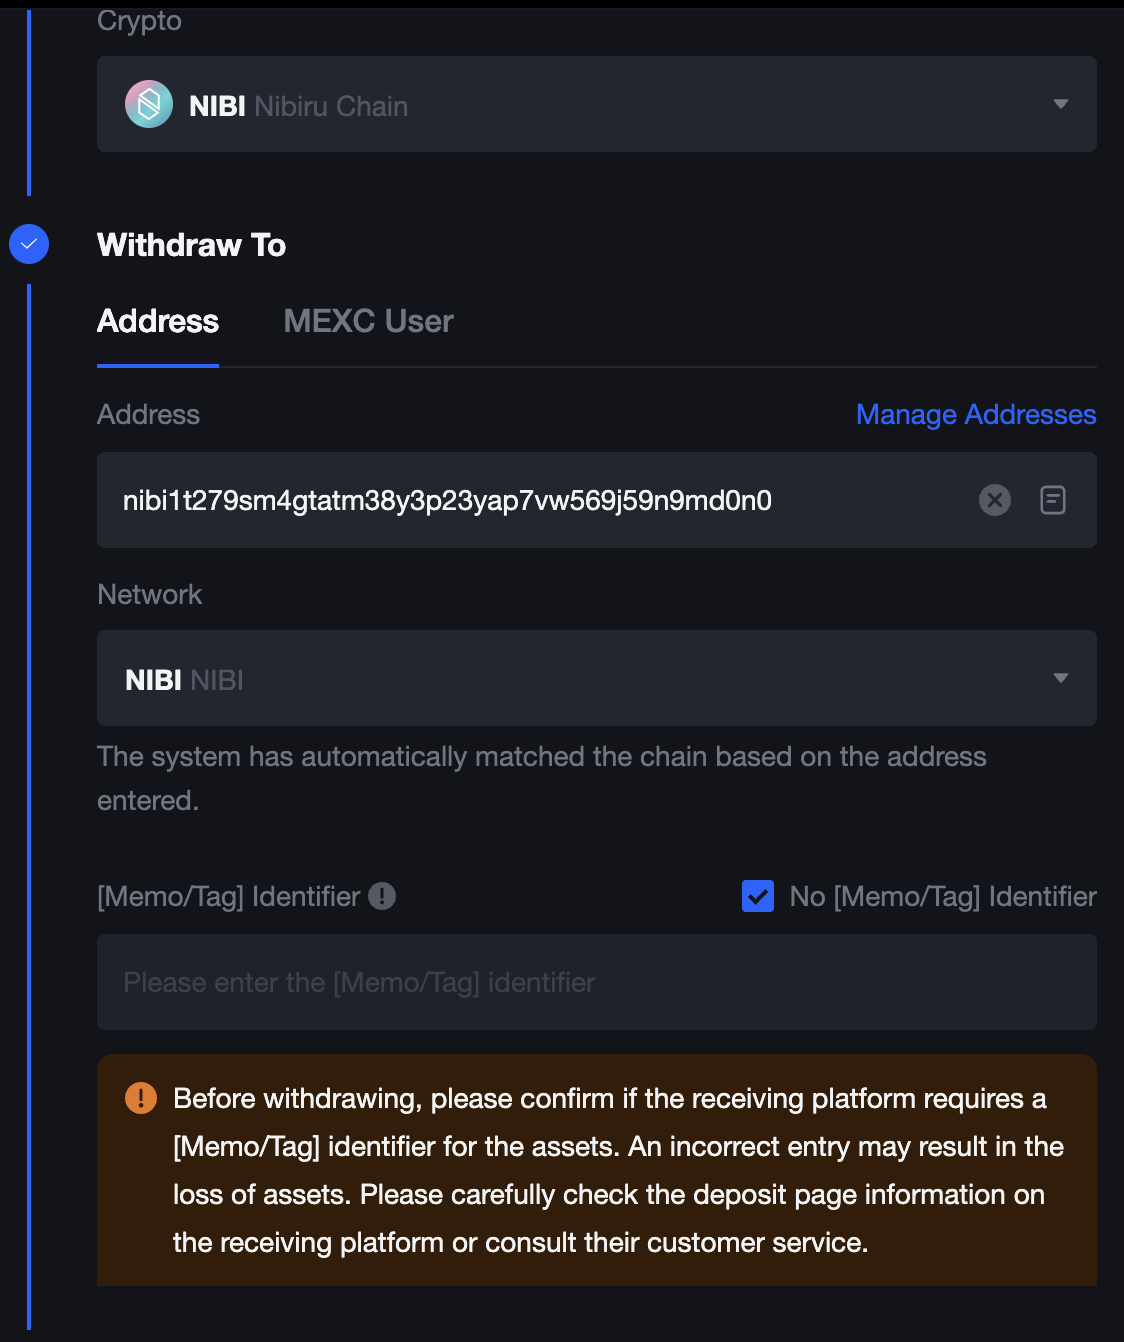 Crypto
NIBI Nibiru Chain
Withdraw To
Address MEXC User
Address Manage Addresses
nibi1t279sm4gtatm38y3p23yap7vw569j59n9md0n0
Network
NIBI NIBI
The system has automatically matched the chain based on the address
entered.
[Memo/Tag] Identifier No [Memo/Tag] Identifier
Please enter the [Memo/Tag] identifier
Before withdrawing, please confirm if the receiving platform requires a
[Memo/Tag] identifier for the assets. An incorrect entry may result in the
loss of assets. Please carefully check the deposit page information on
the receiving platform or consult their customer service.